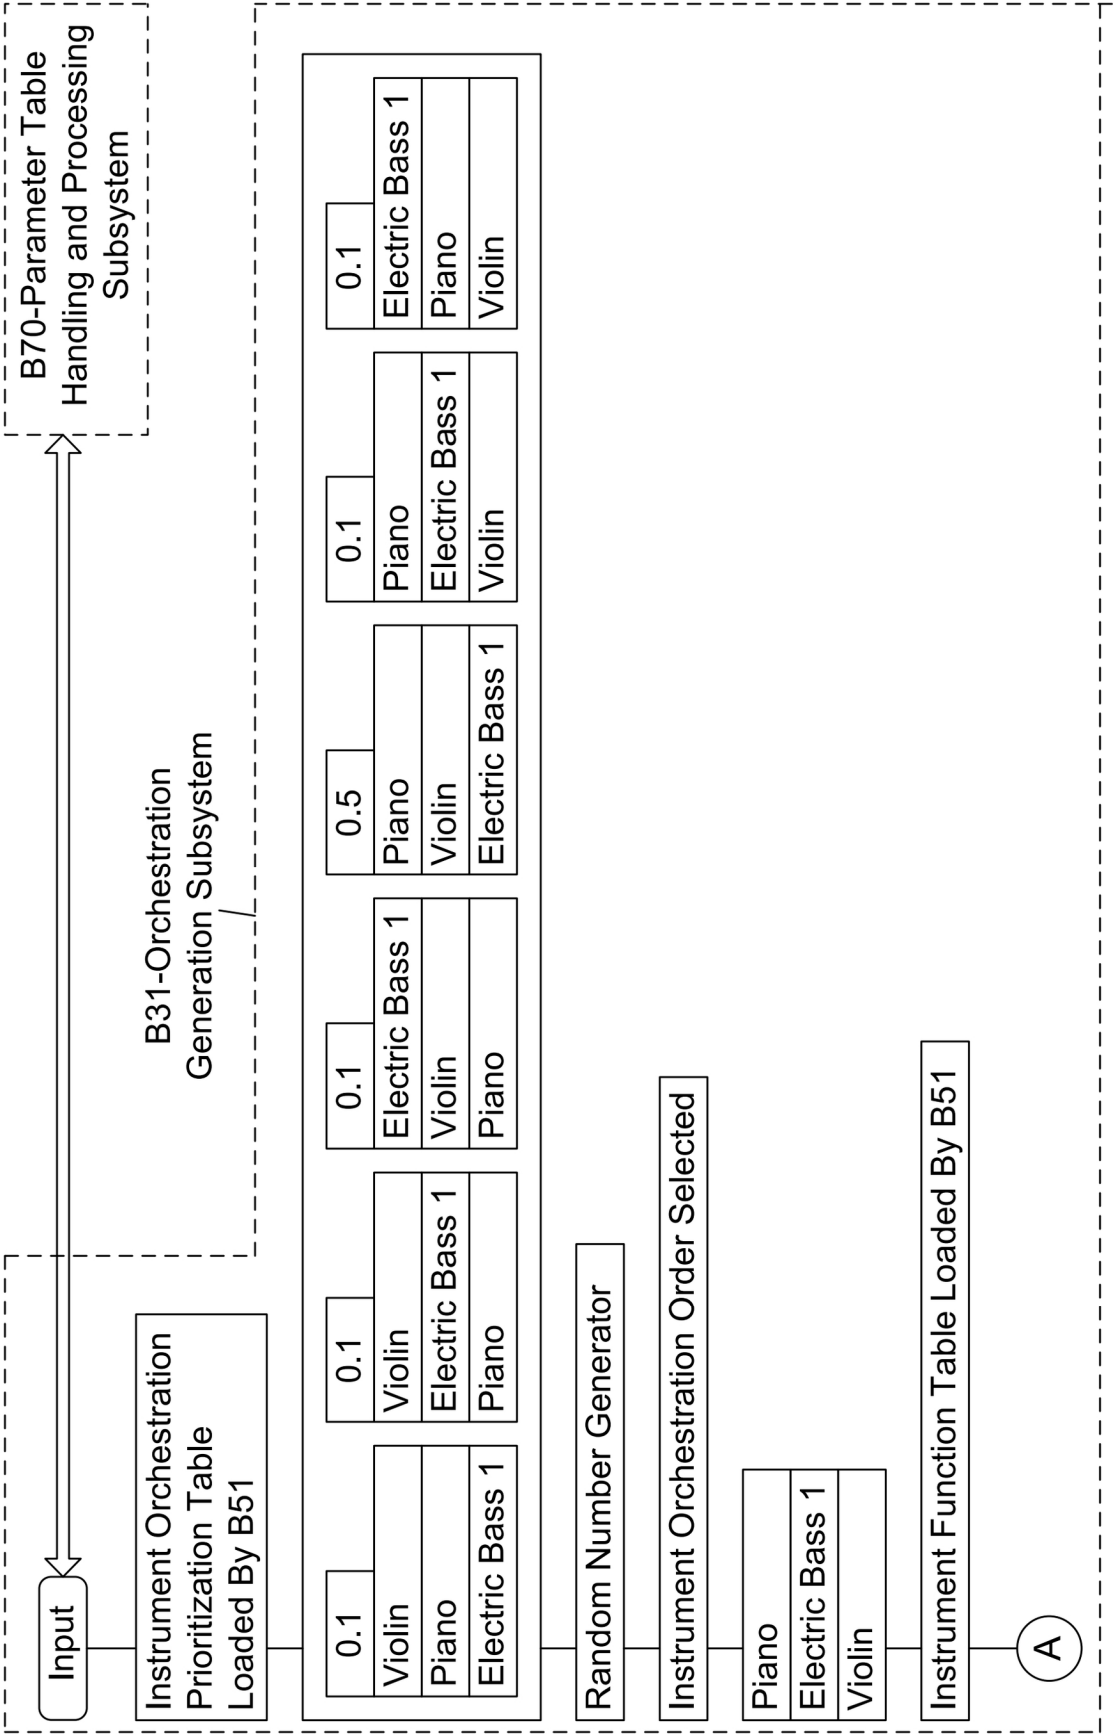 Input
B70-Parameter Table
Handling and Processing
Subsystem
B31-Orchestration
Generation Subsystem
Instrument Orchestration
Prioritization Table
Loaded By B51
0.1
Violin
Piano
Electric Bass 1
0.1
Violin
Electric Bass 1
Piano
0.1
Electric Bass 1
Violin
Piano
0.5
Piano
Violin
Electric Bass 1
0.1
Piano
Electric Bass 1
Violin
0.1
Electric Bass 1
Piano
Violin
Random Number Generator
Instrument Orchestration Order Selected
Piano
Electric Bass 1
Violin
Instrument Function Table Loaded By B51
A